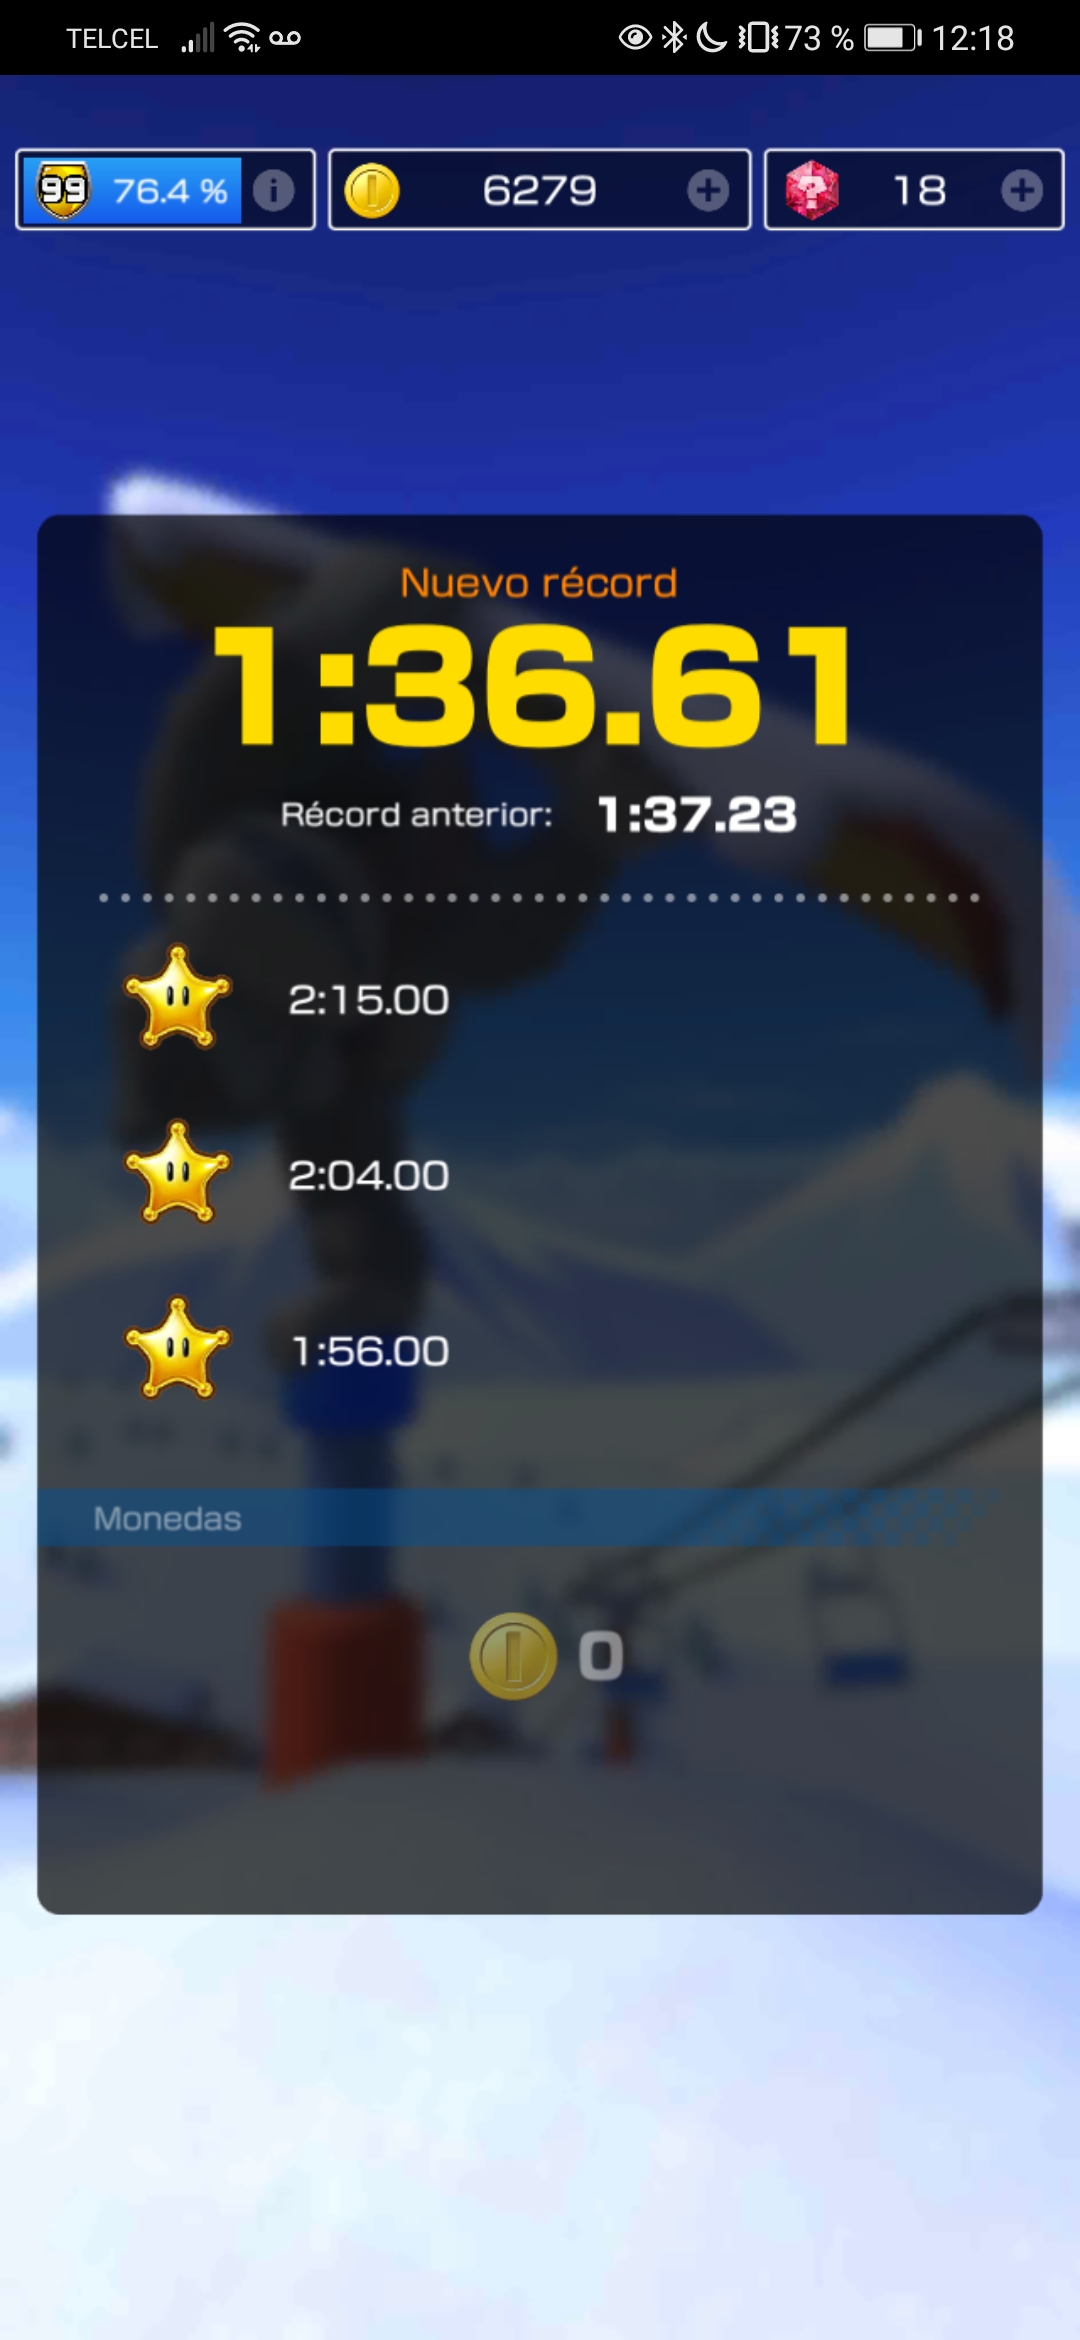 TELCEL 73 % 12:18
99 76.4 % i 6279 + ? 18 +
Nuevo récord
1:36.61
Récord anterior: 1:37.23
2:15.00
2:04.00
1:56.00
Monedas
0